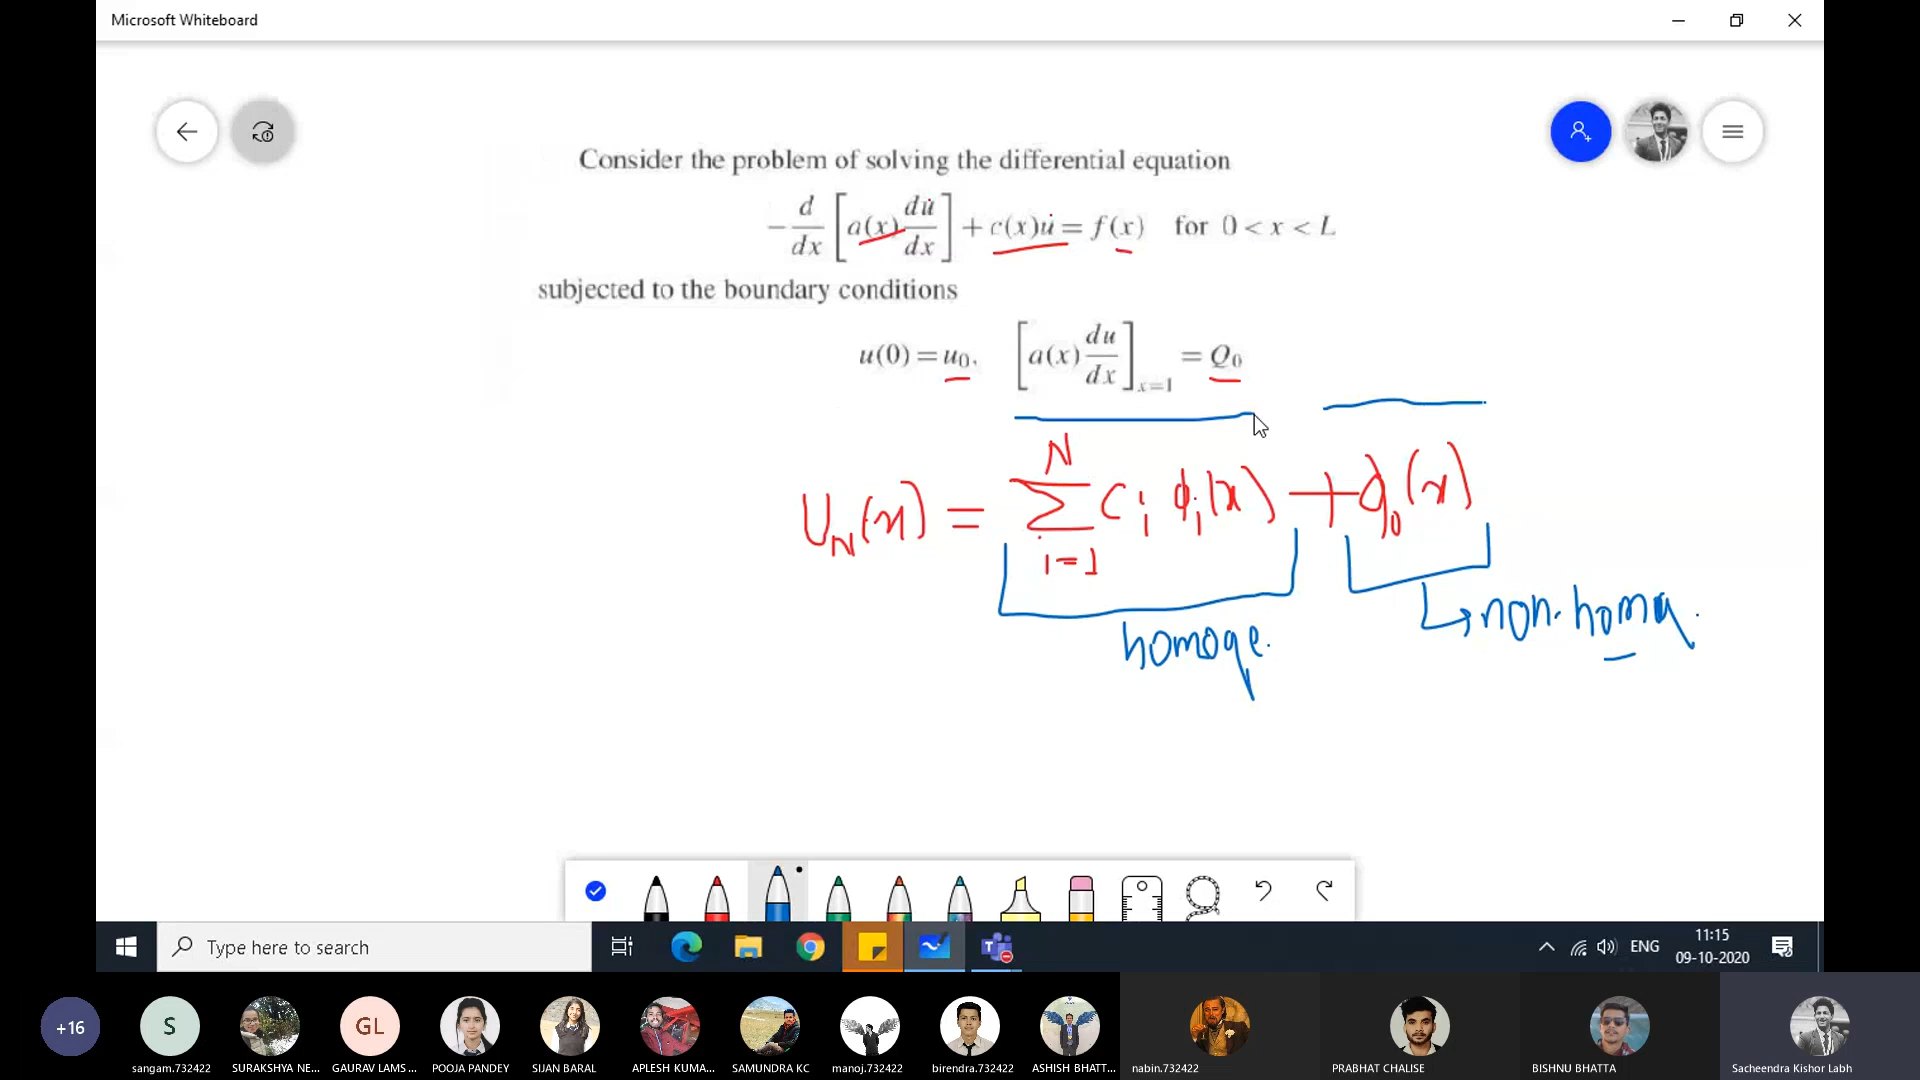 Microsoft Whiteboard
Consider the problem of solving the differential equation
-d/dx [a(x) du/dx] + c(x)u = f(x) for 0 < x < L
subjected to the boundary conditions
u(0) = u₀, [a(x) du/dx]ₓ₌₁ = Q₀
U_N(x) = Σ_{i=1}^{N} C_i ϕ_i(x) + ϕ₀(x)
non-homo.
homoge.
Type here to search
ENG
11:15
09-10-2020
+16
S
GL
sangam.732422
SURAKSHYA NE...
GAURAV LAMS...
POOJA PANDEY
SIJAN BARAL
APLESH KUMA...
SAMUNDRA KC
manoj.732422
birendra.732422
ASHISH BHATT...
nabin.732422
PRABHAT CHALISE
BISHNU BHATTA
Sacheendra Kishor Labh